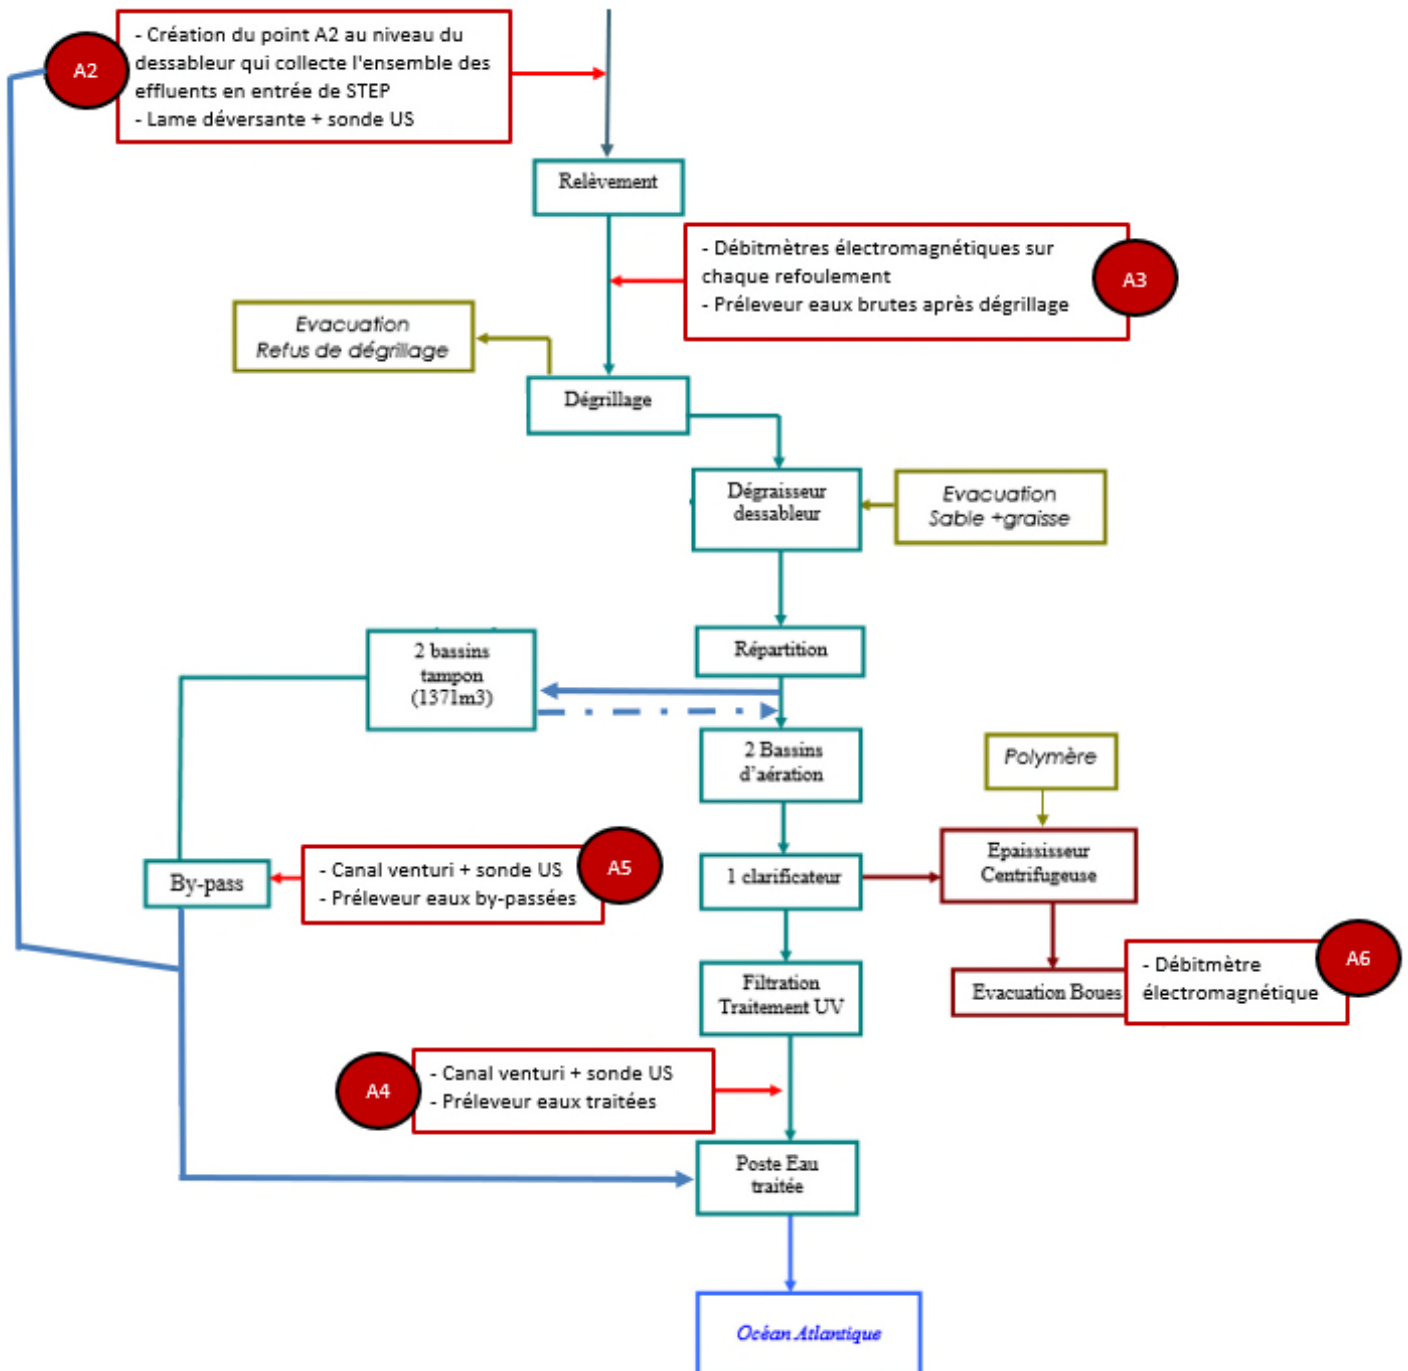 A2
- Création du point A2 au niveau du
dessableur qui collecte l'ensemble des
effluents en entrée de STEP
- Lame déversante + sonde US
Relèvement
- Débitmètres électromagnétiques sur
chaque refoulement
- Préleveur eaux brutes après dégrillage
A3
Evacuation
Refus de dégrillage
Dégrillage
Dégraisseur
dessableur
Evacuation
Sable +graisse
Répartition
2 bassins
tampon
(1371m3)
2 Bassins
d'aération
Polymère
By-pass
- Canal venturi + sonde US
- Préleveur eaux by-passées
A5
1 clarificateur
Epaississeur
Centrifugeuse
Filtration
Traitement UV
Evacuation Boues
- Débitmètre
électromagnétique
A6
A4
- Canal venturi + sonde US
- Préleveur eaux traitées
Poste Eau
traitée
Océan Atlantique